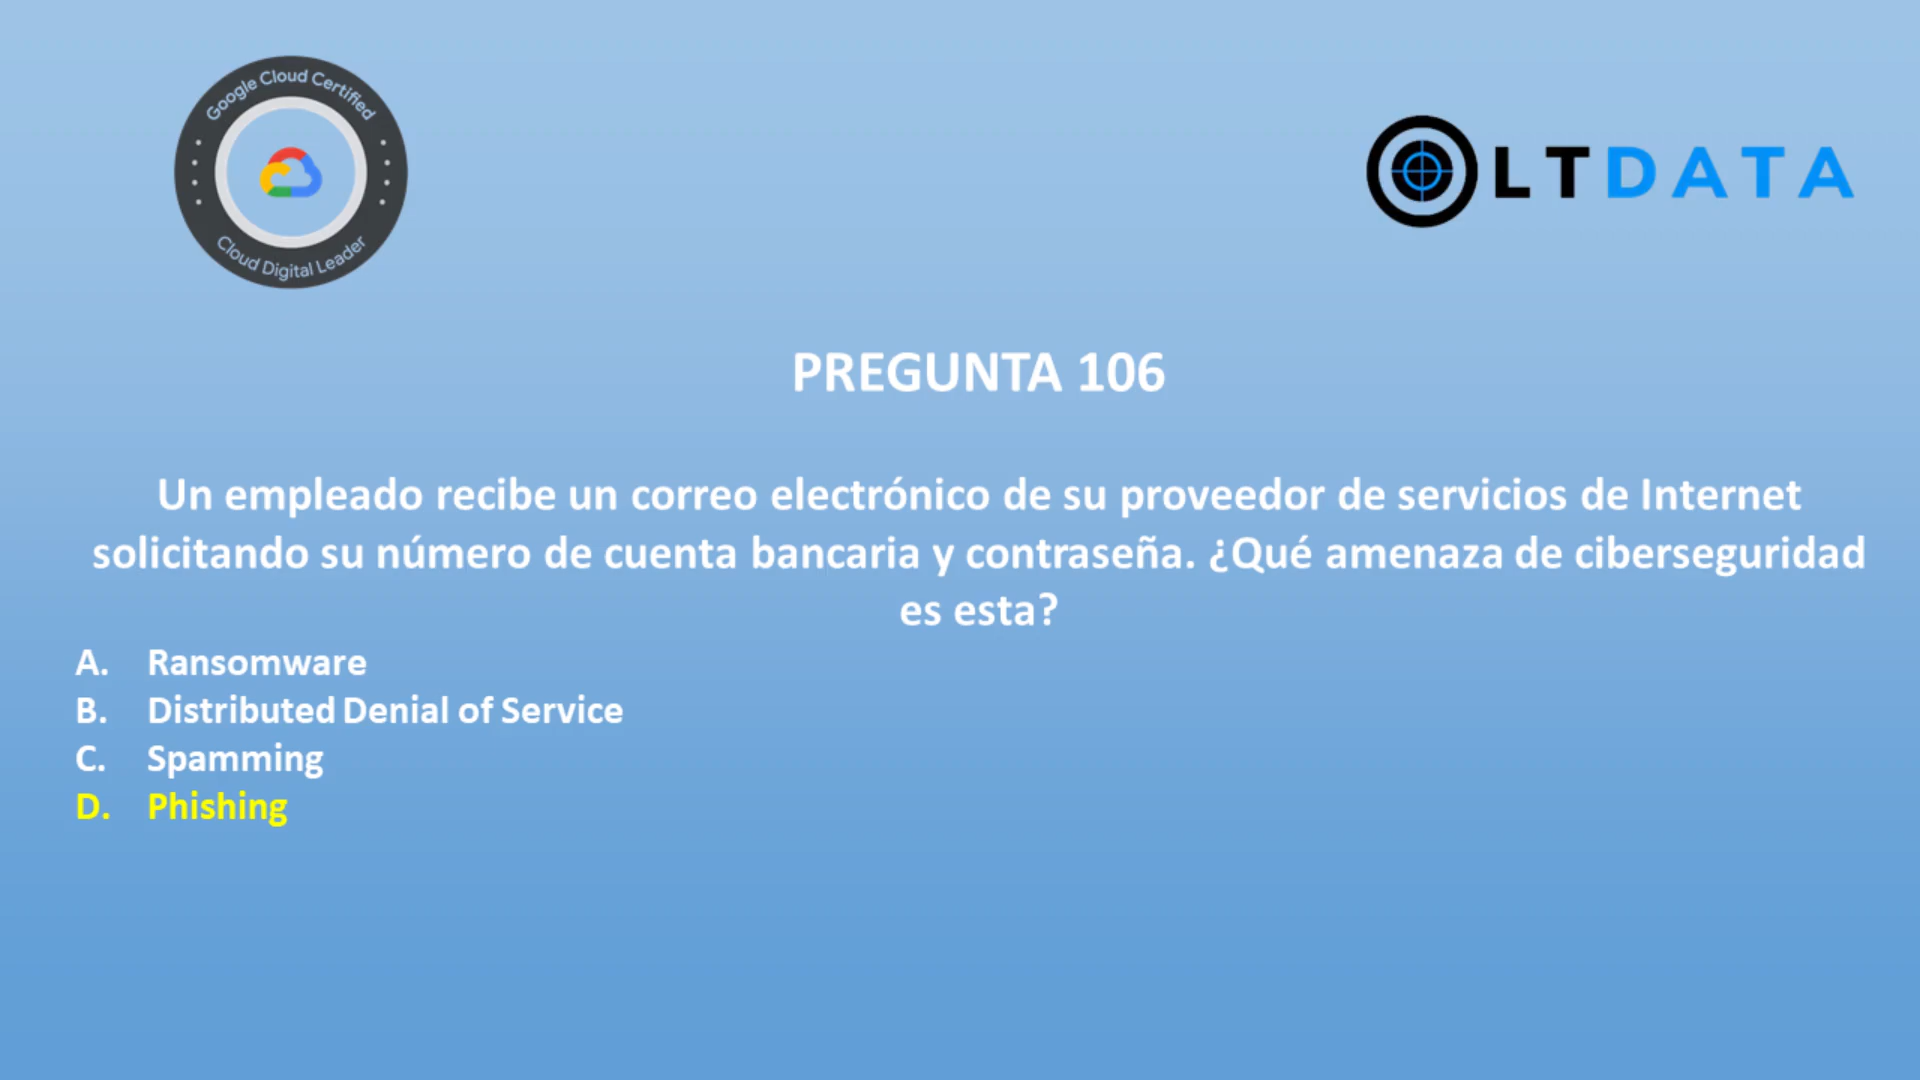 Google Cloud Certified
Cloud Digital Leader
LTDATA
PREGUNTA 106
Un empleado recibe un correo electrónico de su proveedor de servicios de Internet
solicitando su número de cuenta bancaria y contraseña. ¿Qué amenaza de ciberseguridad
es esta?
A. Ransomware
B. Distributed Denial of Service
C. Spamming
D. Phishing